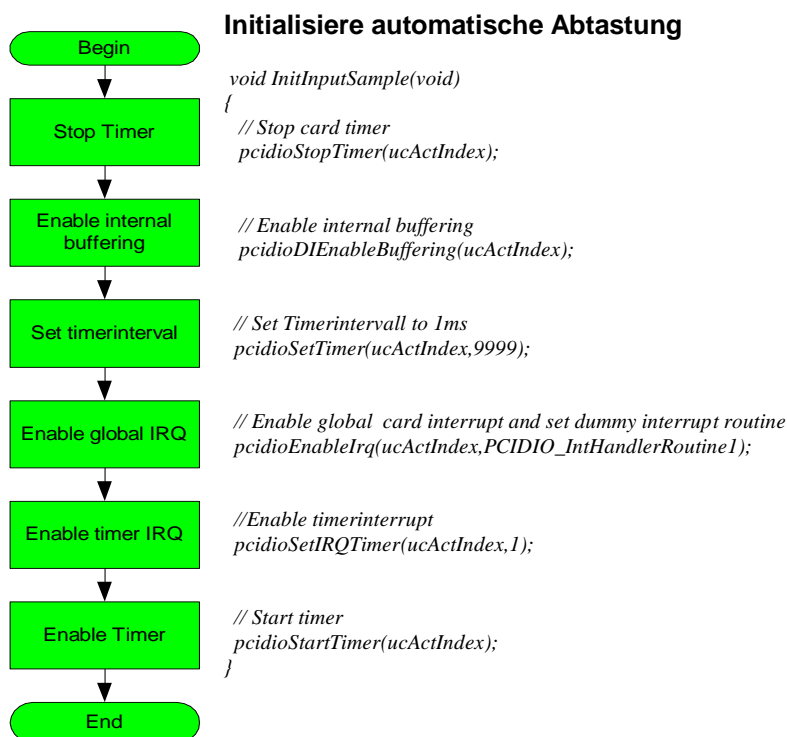 Initialisiere automatische Abtastung
Begin
void InitInputSample(void)
{
Stop Timer
// Stop card timer
pcidioStopTimer(ucActIndex);
Enable internal
buffering
// Enable internal buffering
pcidioDIEnableBuffering(ucActIndex);
Set timerinterval
// Set Timerintervall to 1ms
pcidioSetTimer(ucActIndex,9999);
Enable global IRQ
// Enable global card interrupt and set dummy interrupt routine
pcidioEnableIrq(ucActIndex,PCIDIO_IntHandlerRoutine1);
Enable timer IRQ
//Enable timerinterrupt
pcidioSetIRQTimer(ucActIndex,1);
Enable Timer
// Start timer
pcidioStartTimer(ucActIndex);
}
End